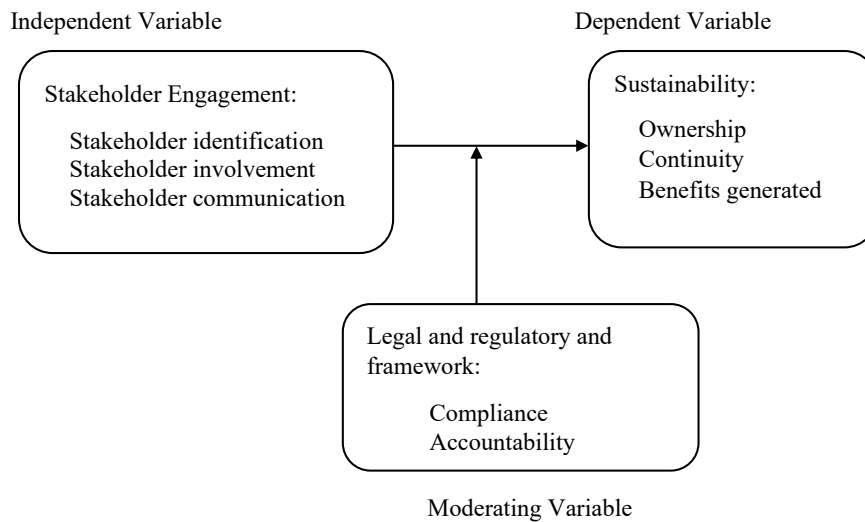 Independent Variable
Dependent Variable
Stakeholder Engagement:
Stakeholder identification
Stakeholder involvement
Stakeholder communication
Sustainability:
Ownership
Continuity
Benefits generated
Legal and regulatory and
framework:
Compliance
Accountability
Moderating Variable